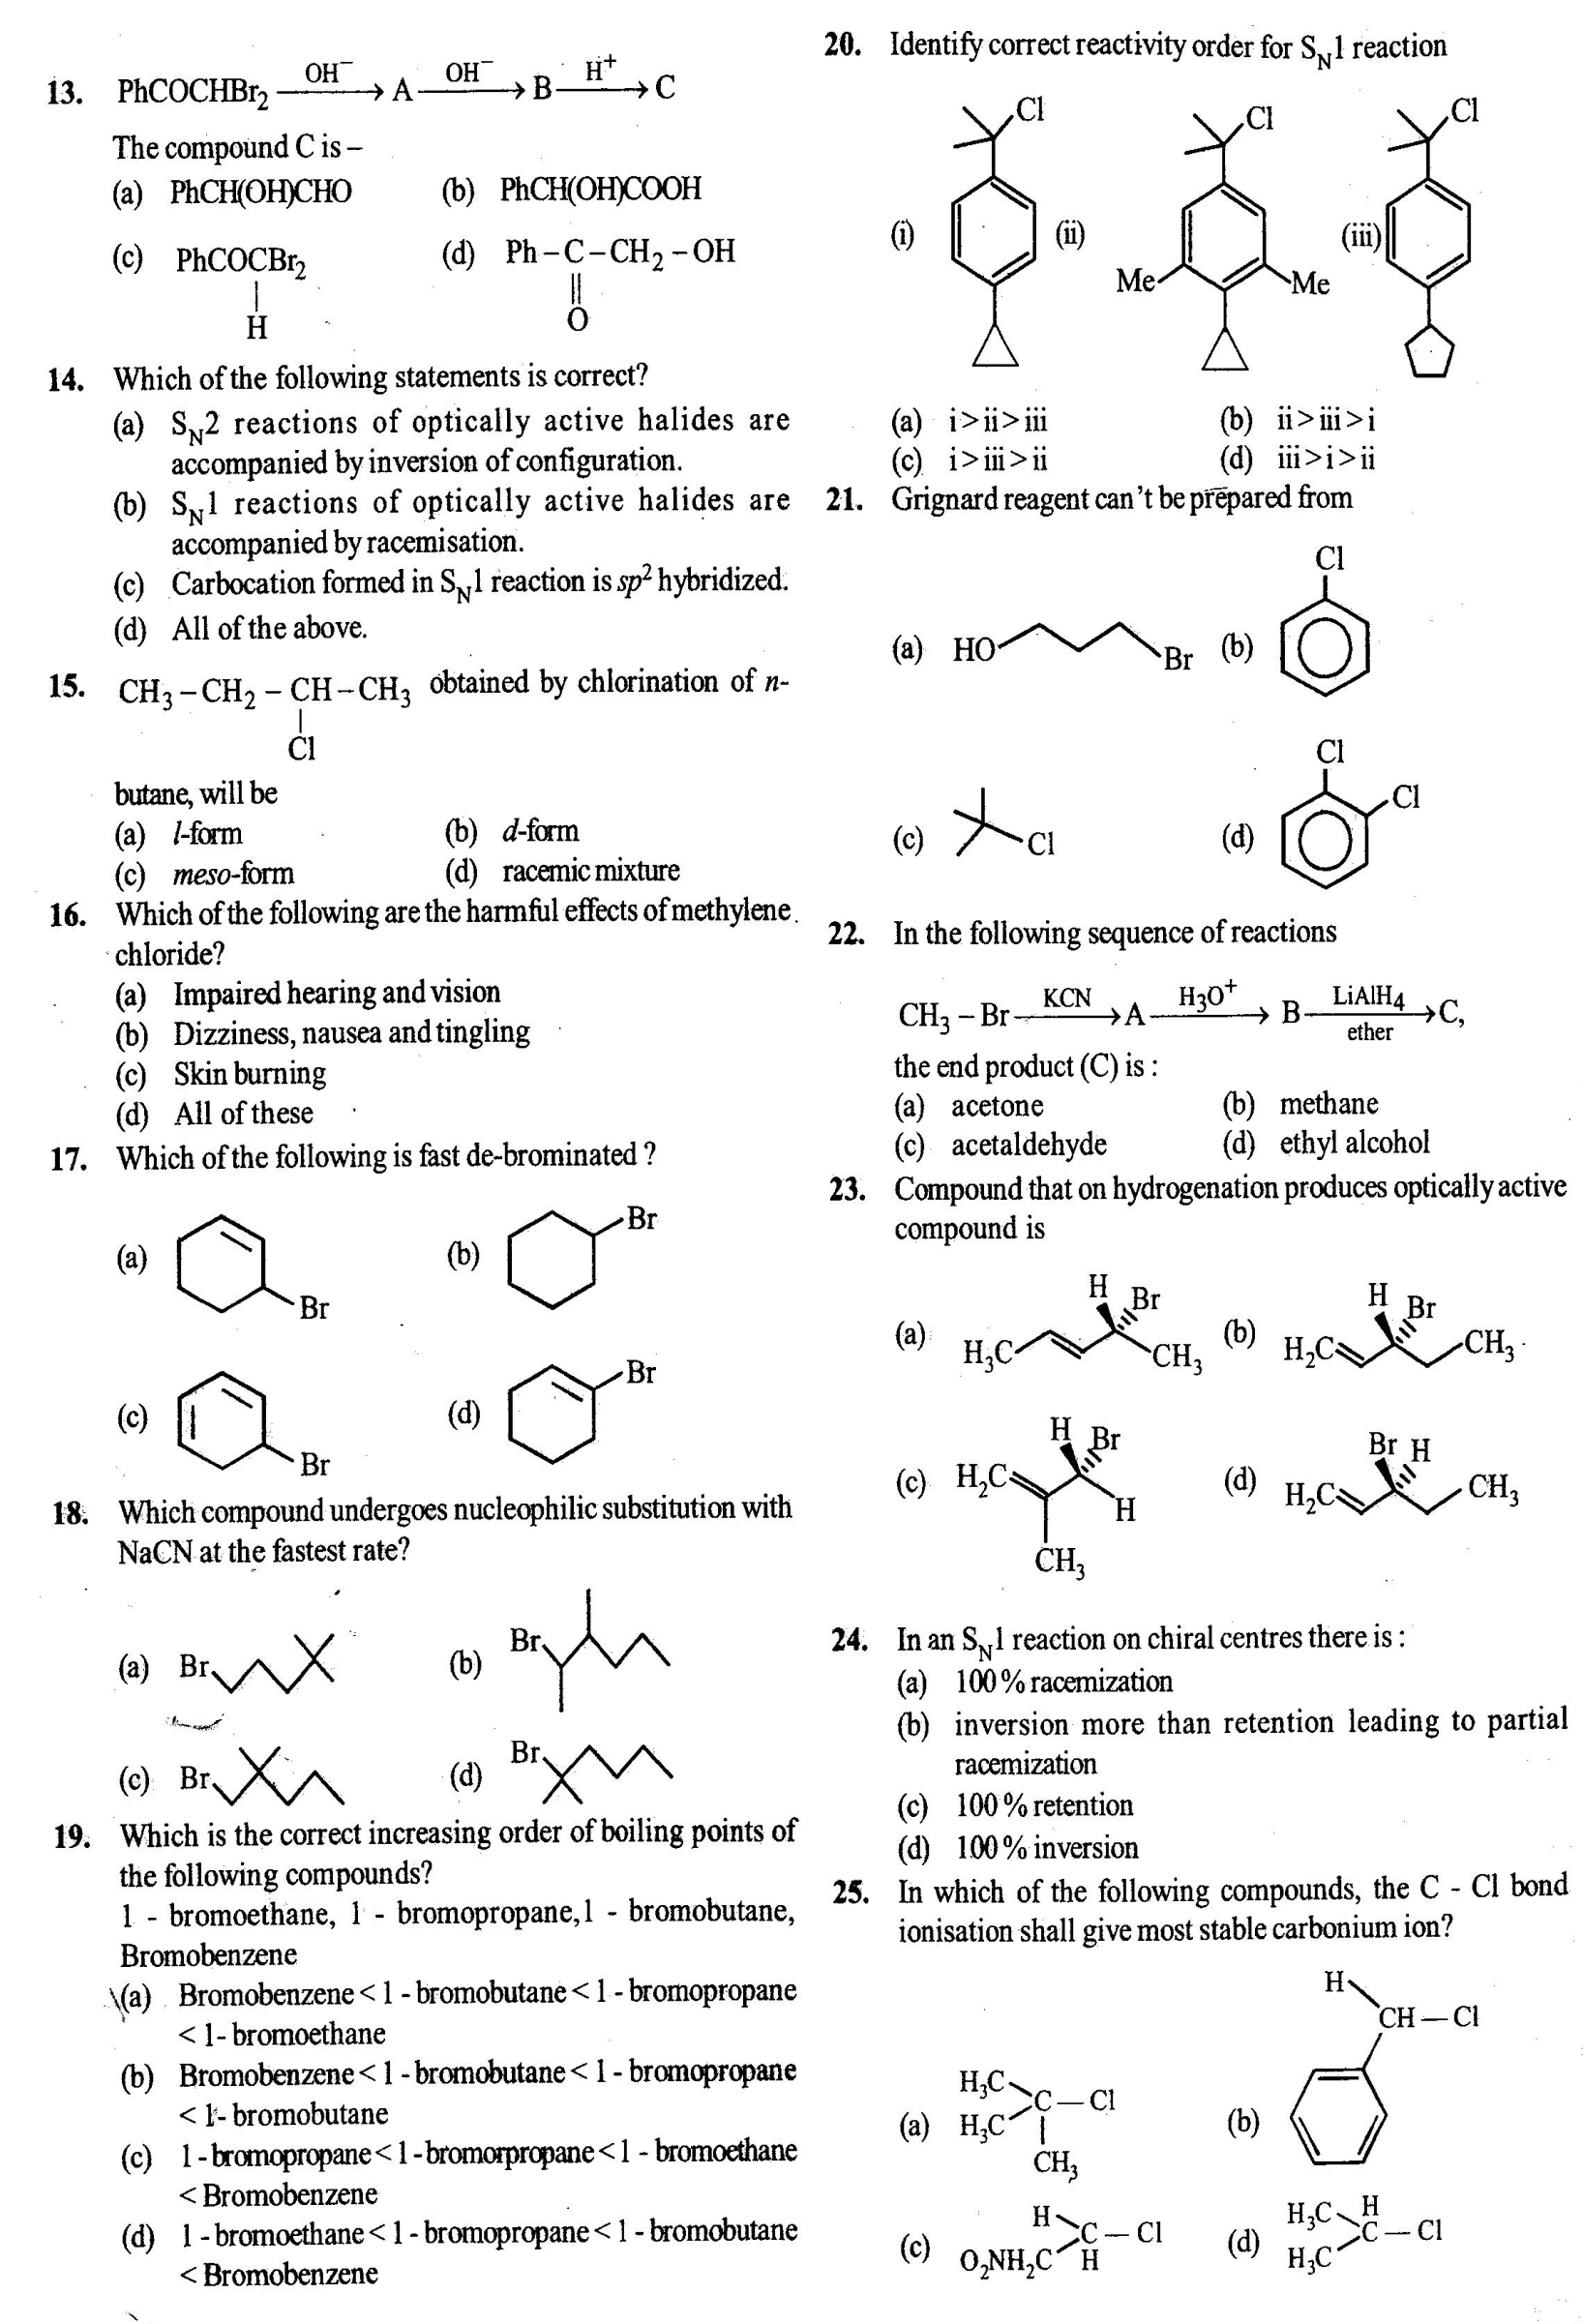 13. PhCOCHBr₂ —OH⁻→ A —OH⁻→ B —H⁺→ C
The compound C is –
(a) PhCH(OH)CHO (b) PhCH(OH)COOH
(c) PhCOCBr₂ (d) Ph – C – CH₂ – OH
H O
14. Which of the following statements is correct?
(a) S_N2 reactions of optically active halides are
accompanied by inversion of configuration.
(b) S_N1 reactions of optically active halides are
accompanied by racemisation.
(c) Carbocation formed in S_N1 reaction is sp² hybridized.
(d) All of the above.
15. CH₃ – CH₂ – CH – CH₃ obtained by chlorination of n-
Cl
butane, will be
(a) l-form (b) d-form
(c) meso-form (d) racemic mixture
16. Which of the following are the harmful effects of methylene
chloride?
(a) Impaired hearing and vision
(b) Dizziness, nausea and tingling
(c) Skin burning
(d) All of these
17. Which of the following is fast de-brominated ?
(a) Br (b) Br
(c) Br (d) Br
18. Which compound undergoes nucleophilic substitution with
NaCN at the fastest rate?
(a) Br (b) Br
(c) Br (d) Br
19. Which is the correct increasing order of boiling points of
the following compounds?
1 - bromoethane, 1 - bromopropane, 1 - bromobutane,
Bromobenzene
(a) Bromobenzene < 1 - bromobutane < 1 - bromopropane
< 1- bromoethane
(b) Bromobenzene < 1 - bromobutane < 1 - bromopropane
< 1- bromobutane
(c) 1 - bromopropane < 1 - bromorpropane < 1 - bromoethane
< Bromobenzene
(d) 1 - bromoethane < 1 - bromopropane < 1 - bromobutane
< Bromobenzene
20. Identify correct reactivity order for S_N1 reaction
Cl Cl Cl
(i) (ii) (iii)
Me Me
(a) i > ii > iii (b) ii > iii > i
(c) i > iii > ii (d) iii > i > ii
21. Grignard reagent can't be prepared from
Cl
(a) HO Br (b)
Cl
(c) Cl (d) Cl
22. In the following sequence of reactions
CH₃ – Br —KCN→ A —H₃O⁺→ B —LiAlH₄→ C,
ether
the end product (C) is :
(a) acetone (b) methane
(c) acetaldehyde (d) ethyl alcohol
23. Compound that on hydrogenation produces optically active
compound is
H Br H Br
(a) H₃C CH₃ (b) H₂C CH₃
H Br Br H
(c) H₂C H (d) H₂C CH₃
CH₃
24. In an S_N1 reaction on chiral centres there is :
(a) 100 % racemization
(b) inversion more than retention leading to partial
racemization
(c) 100 % retention
(d) 100 % inversion
25. In which of the following compounds, the C - Cl bond
ionisation shall give most stable carbonium ion?
H
CH — Cl
H₃C
C — Cl
(a) H₃C (b)
CH₃
H H₃C H
C — Cl C — Cl
(c) O₂NH₂C H (d) H₃C